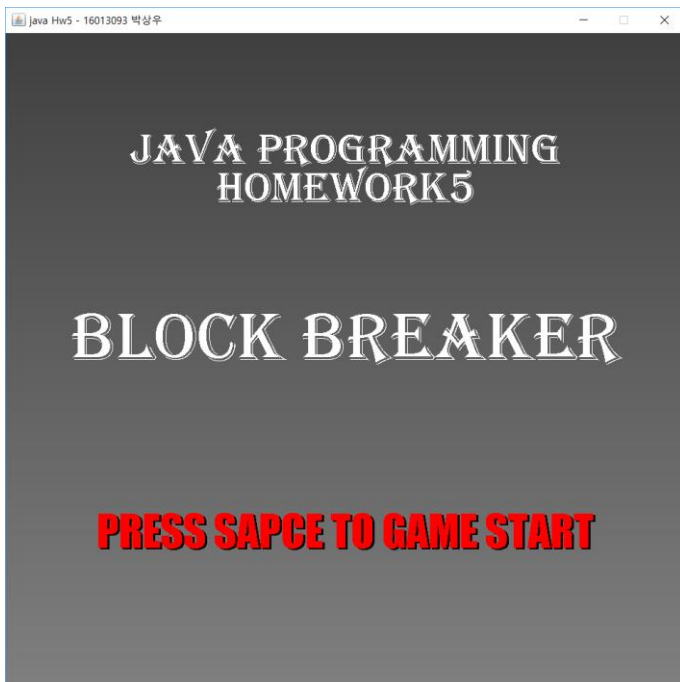 java Hw5 - 16013093 박상우
JAVA PROGRAMMING
HOMEWORK5
BLOCK BREAKER
PRESS SAPCE TO GAME START